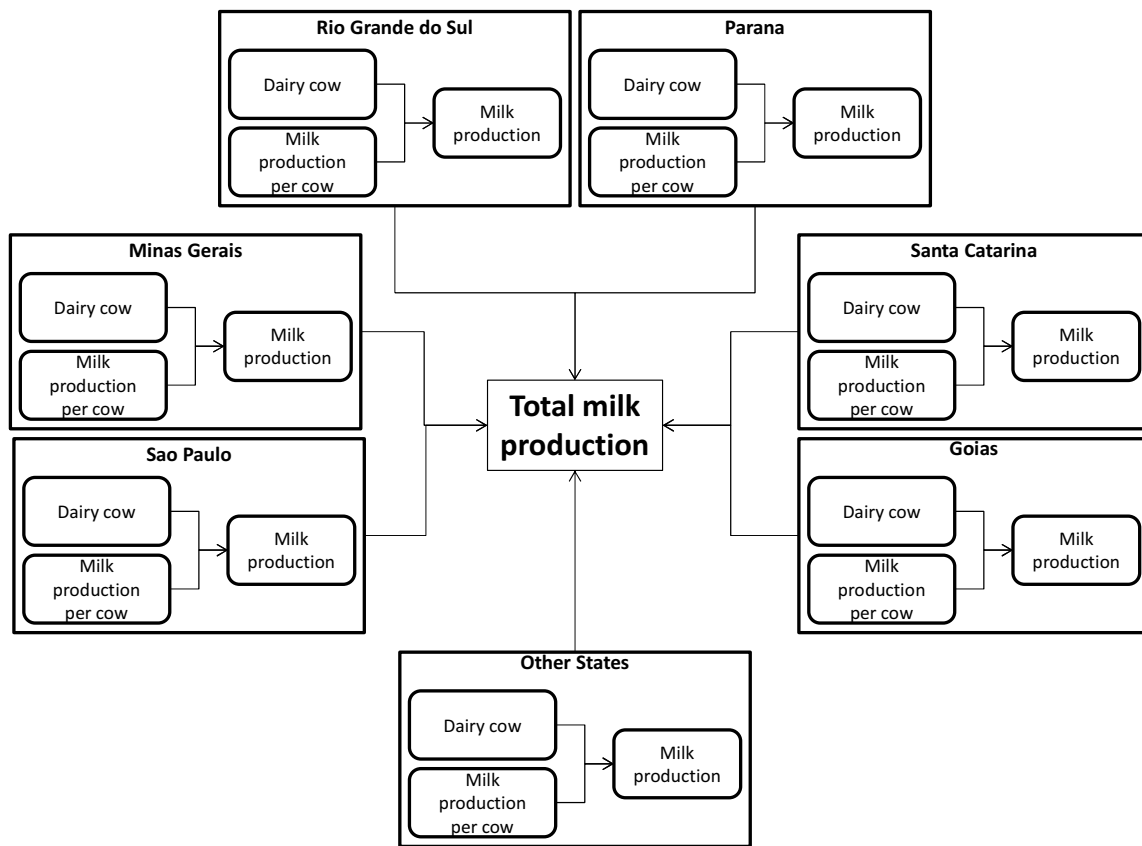 Rio Grande do Sul
Dairy cow
Milk
production
per cow
Milk
production
Parana
Dairy cow
Milk
production
per cow
Milk
production
Minas Gerais
Dairy cow
Milk
production
per cow
Milk
production
Santa Catarina
Dairy cow
Milk
production
per cow
Milk
production
Total milk
production
Sao Paulo
Dairy cow
Milk
production
per cow
Milk
production
Goias
Dairy cow
Milk
production
per cow
Milk
production
Other States
Dairy cow
Milk
production
per cow
Milk
production